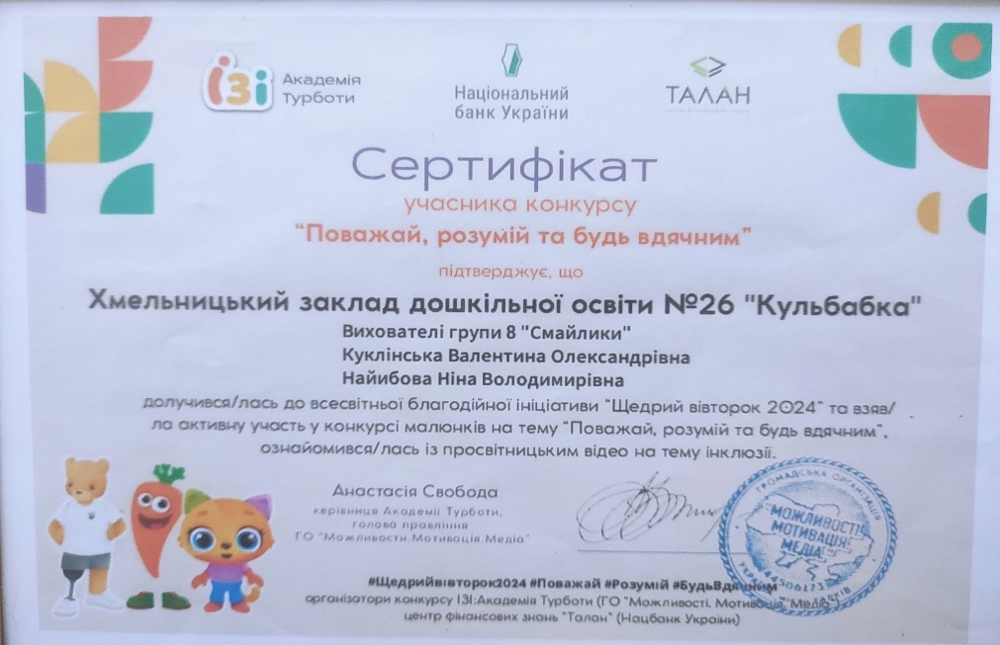 ізі Академія Турботи
Національний банк України
ТАЛАН
Сертифікат
учасника конкурсу
“Поважай, розумій та будь вдячним”
підтверджує, що
Хмельницький заклад дошкільної освіти №26 "Кульбабка"
Вихователі групи 8 "Смайлики"
Куклінська Валентина Олександрівна
Найибова Ніна Володимирівна
долучився/лась до всесвітньої благодійної ініціативи “Щедрий вівторок 2024” та взяв/
ла активну участь у конкурсі малюнків на тему “Поважай, розумій та будь вдячним”,
ознайомився/лась із просвітницьким відео на тему інклюзії.
Анастасія Свобода
керівниця Академії Турботи,
голова правління
ГО “Можливості.Мотивація.Медіа”
ГРОМАДСЬКА ОРГАНІЗАЦІЯ
“МОЖЛИВОСТІ
МОТИВАЦІЯ
МЕДІА”
#Щедрийвівторок2024 #Поважай #Розумій #БудьВдячним
організатори конкурсу ІЗІ:Академія Турботи (ГО “Можливості, Мотивація, Медіа”)
центр фінансових знань “Талан” (Нацбанк України)